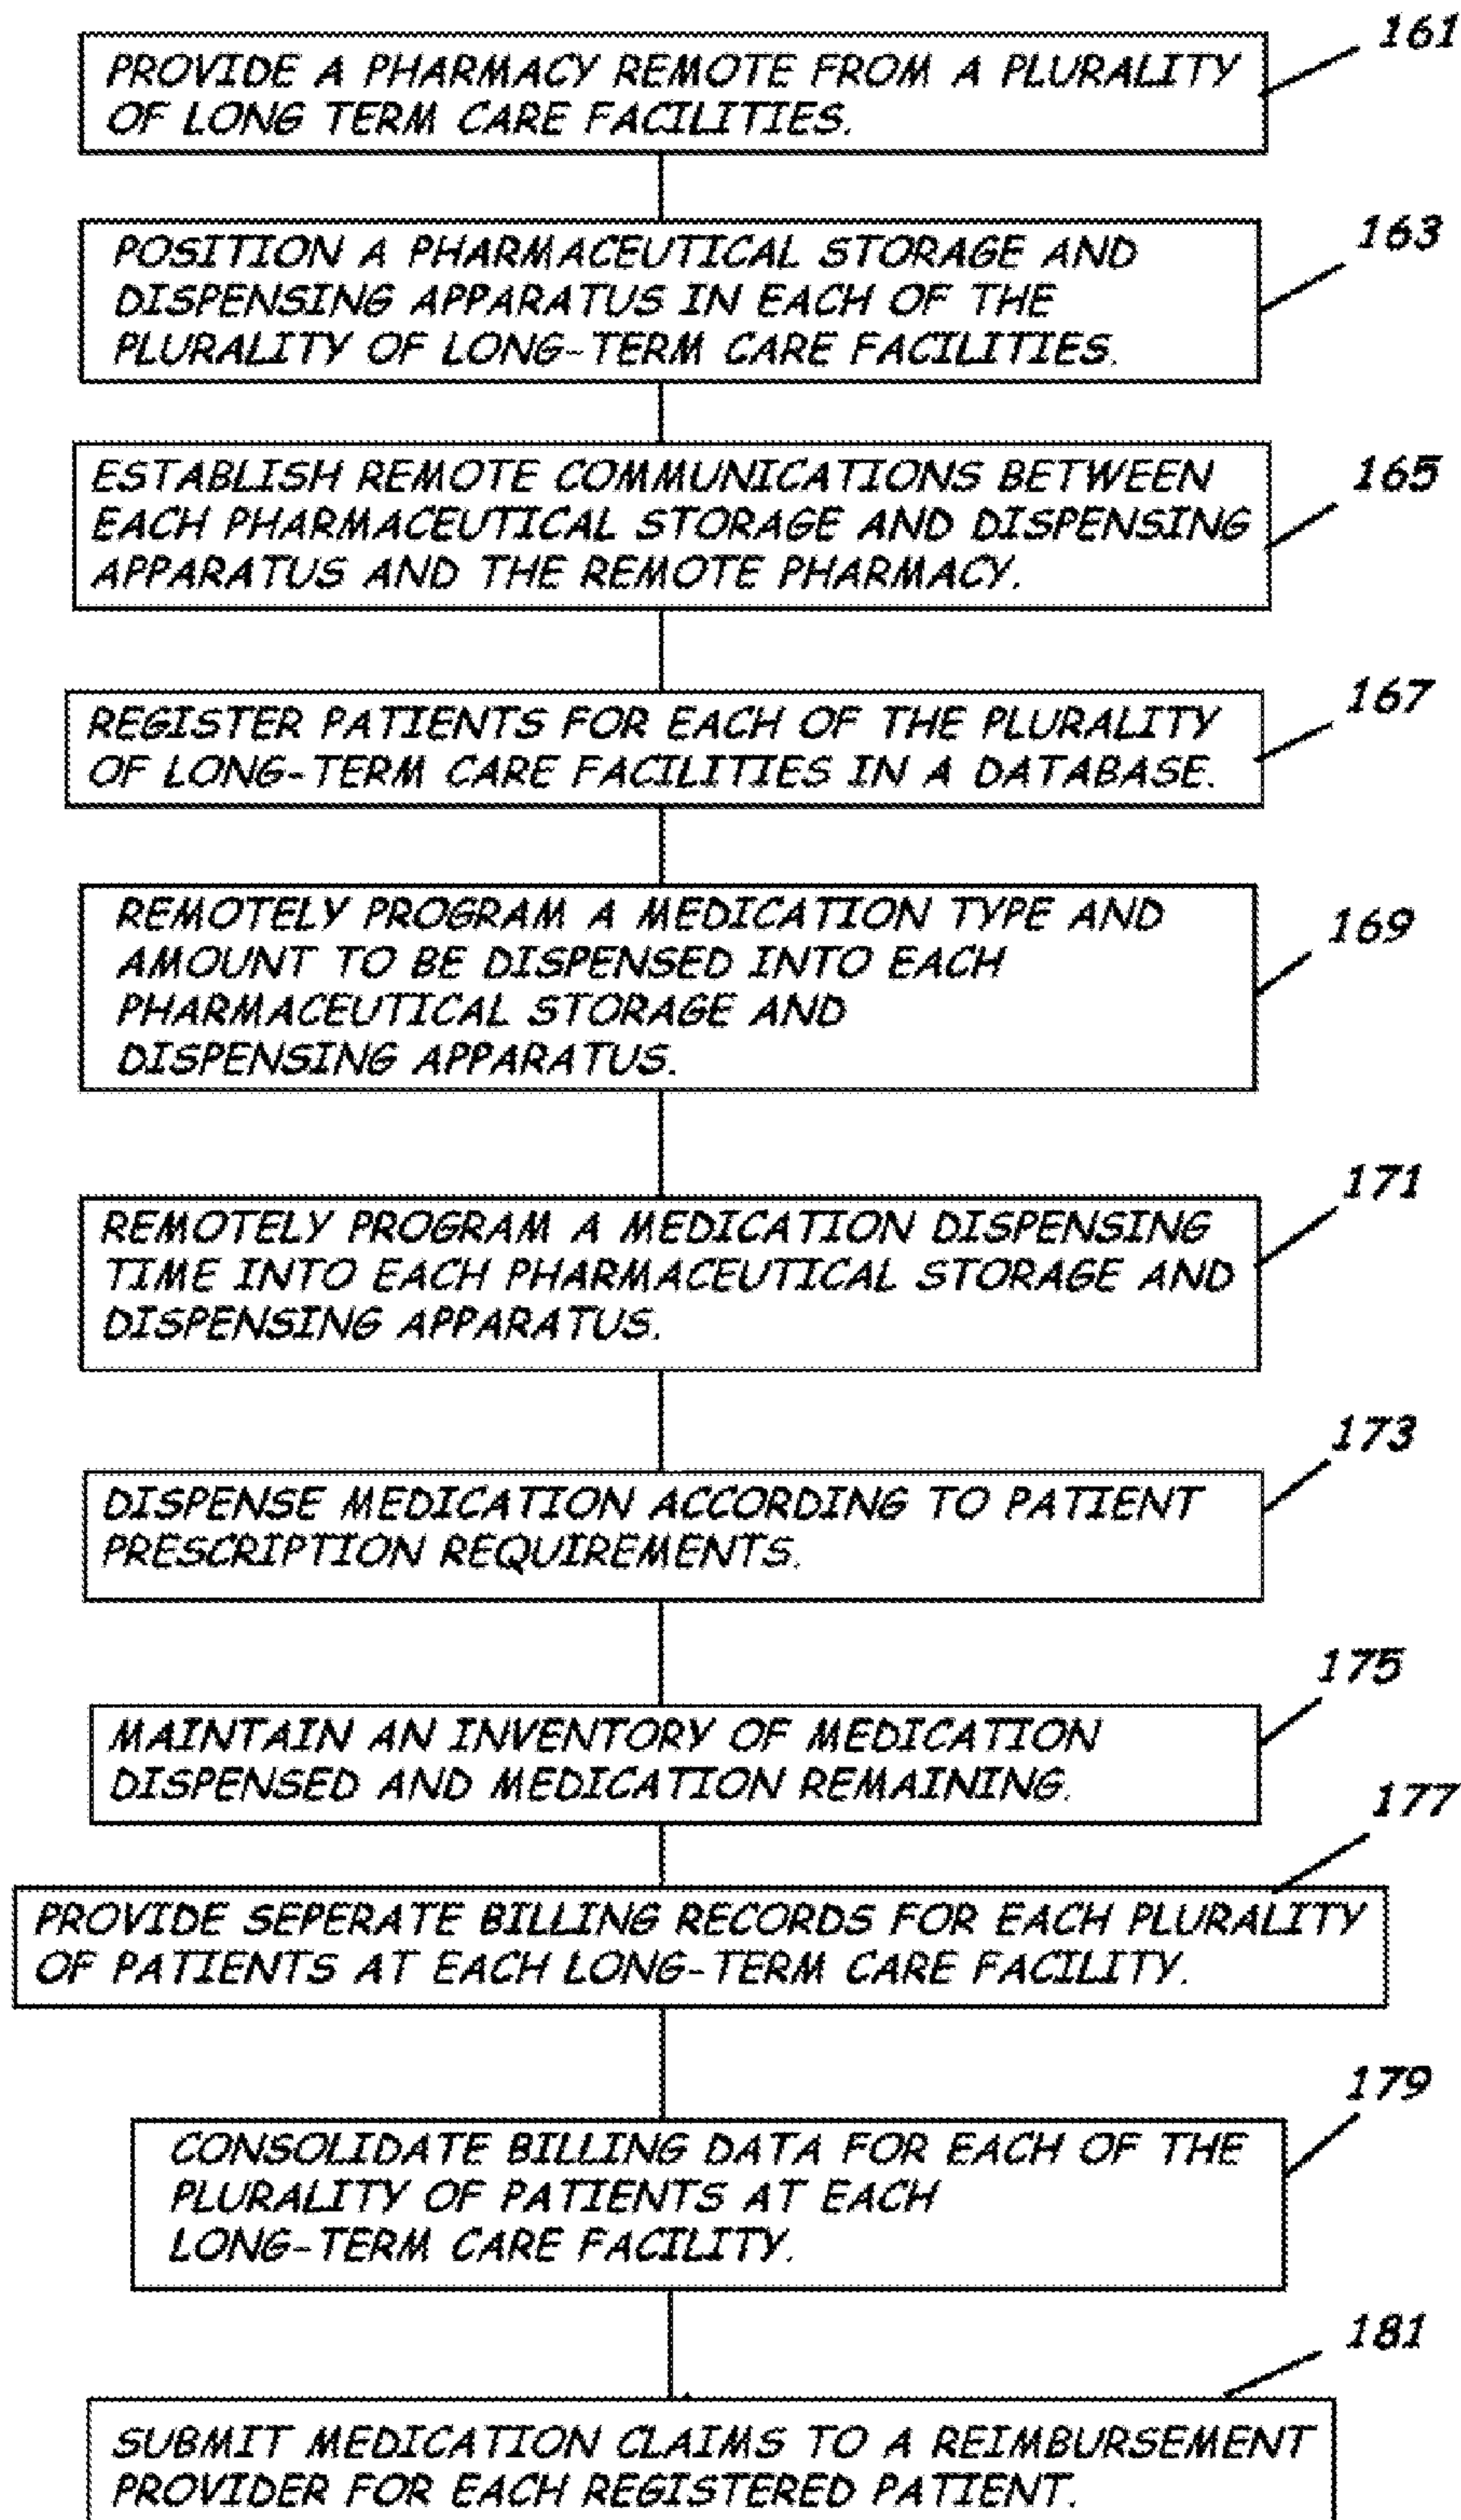 161
PROVIDE A PHARMACY REMOTE FROM A PLURALITY
OF LONG TERM CARE FACILITIES.
163
POSITION A PHARMACEUTICAL STORAGE AND
DISPENSING APPARATUS IN EACH OF THE
PLURALITY OF LONG-TERM CARE FACILITIES.
165
ESTABLISH REMOTE COMMUNICATIONS BETWEEN
EACH PHARMACEUTICAL STORAGE AND DISPENSING
APPARATUS AND THE REMOTE PHARMACY.
167
REGISTER PATIENTS FOR EACH OF THE PLURALITY
OF LONG-TERM CARE FACILITIES IN A DATABASE.
169
REMOTELY PROGRAM A MEDICATION TYPE AND
AMOUNT TO BE DISPENSED INTO EACH
PHARMACEUTICAL STORAGE AND
DISPENSING APPARATUS.
171
REMOTELY PROGRAM A MEDICATION DISPENSING
TIME INTO EACH PHARMACEUTICAL STORAGE AND
DISPENSING APPARATUS.
173
DISPENSE MEDICATION ACCORDING TO PATIENT
PRESCRIPTION REQUIREMENTS.
175
MAINTAIN AN INVENTORY OF MEDICATION
DISPENSED AND MEDICATION REMAINING.
177
PROVIDE SEPERATE BILLING RECORDS FOR EACH PLURALITY
OF PATIENTS AT EACH LONG-TERM CARE FACILITY.
179
CONSOLIDATE BILLING DATA FOR EACH OF THE
PLURALITY OF PATIENTS AT EACH
LONG-TERM CARE FACILITY.
181
SUBMIT MEDICATION CLAIMS TO A REIMBURSEMENT
PROVIDER FOR EACH REGISTERED PATIENT.